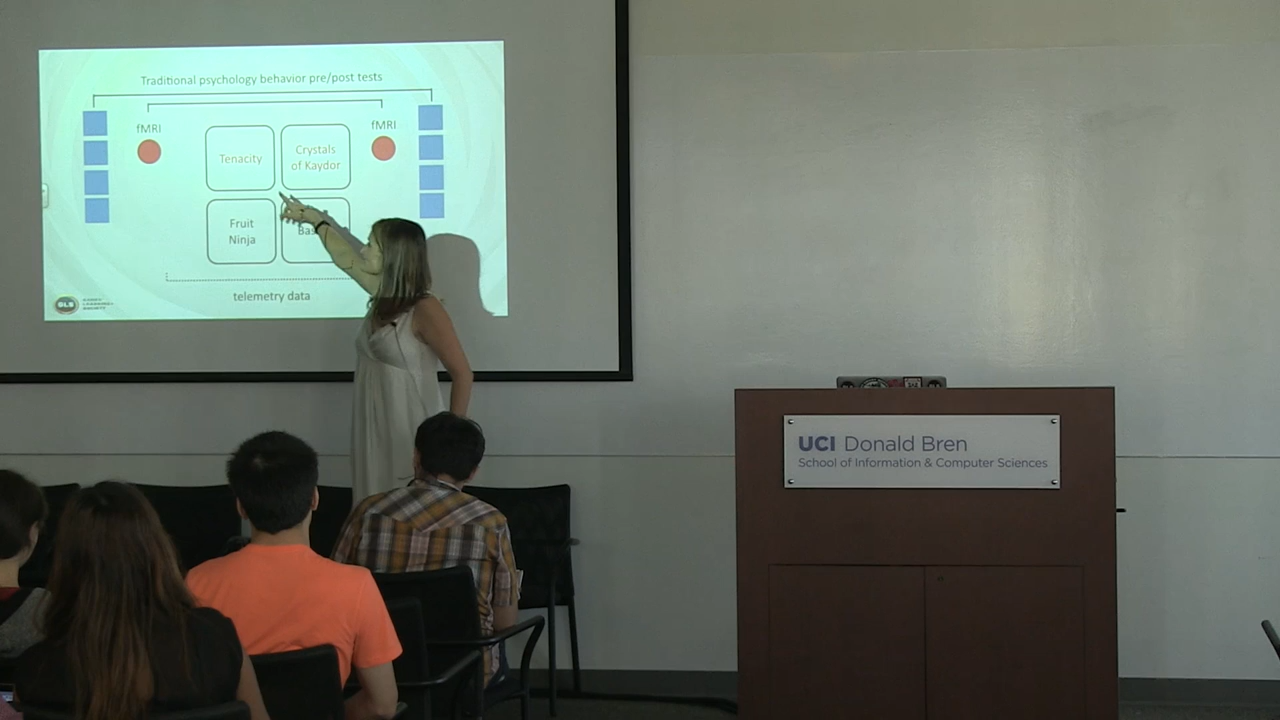 Traditional psychology behavior pre/post tests
fMRI
fMRI
Tenacity
Crystals
of Kaydor
Fruit
Ninja
telemetry data
GLS
UCI Donald Bren
School of Information & Computer Sciences